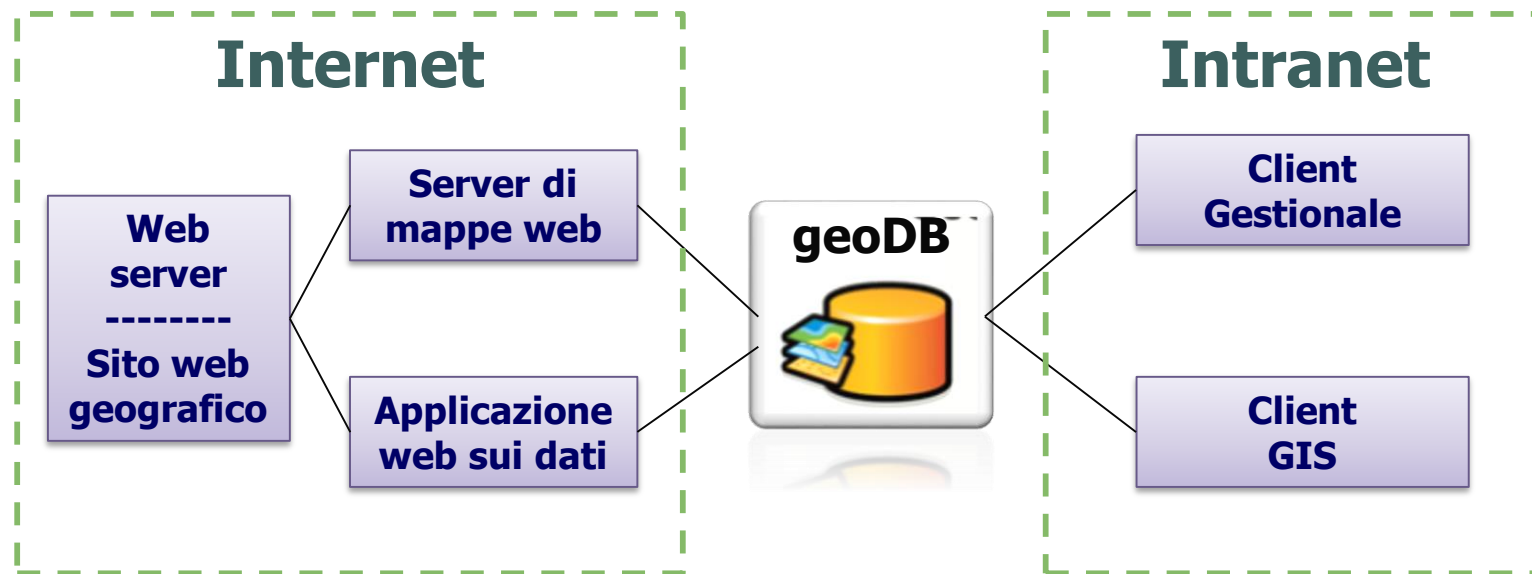 Internet
Web
server
--------
Sito web
geografico
Server di
mappe web
Applicazione
web sui dati
geoDB
Intranet
Client
Gestionale
Client
GIS